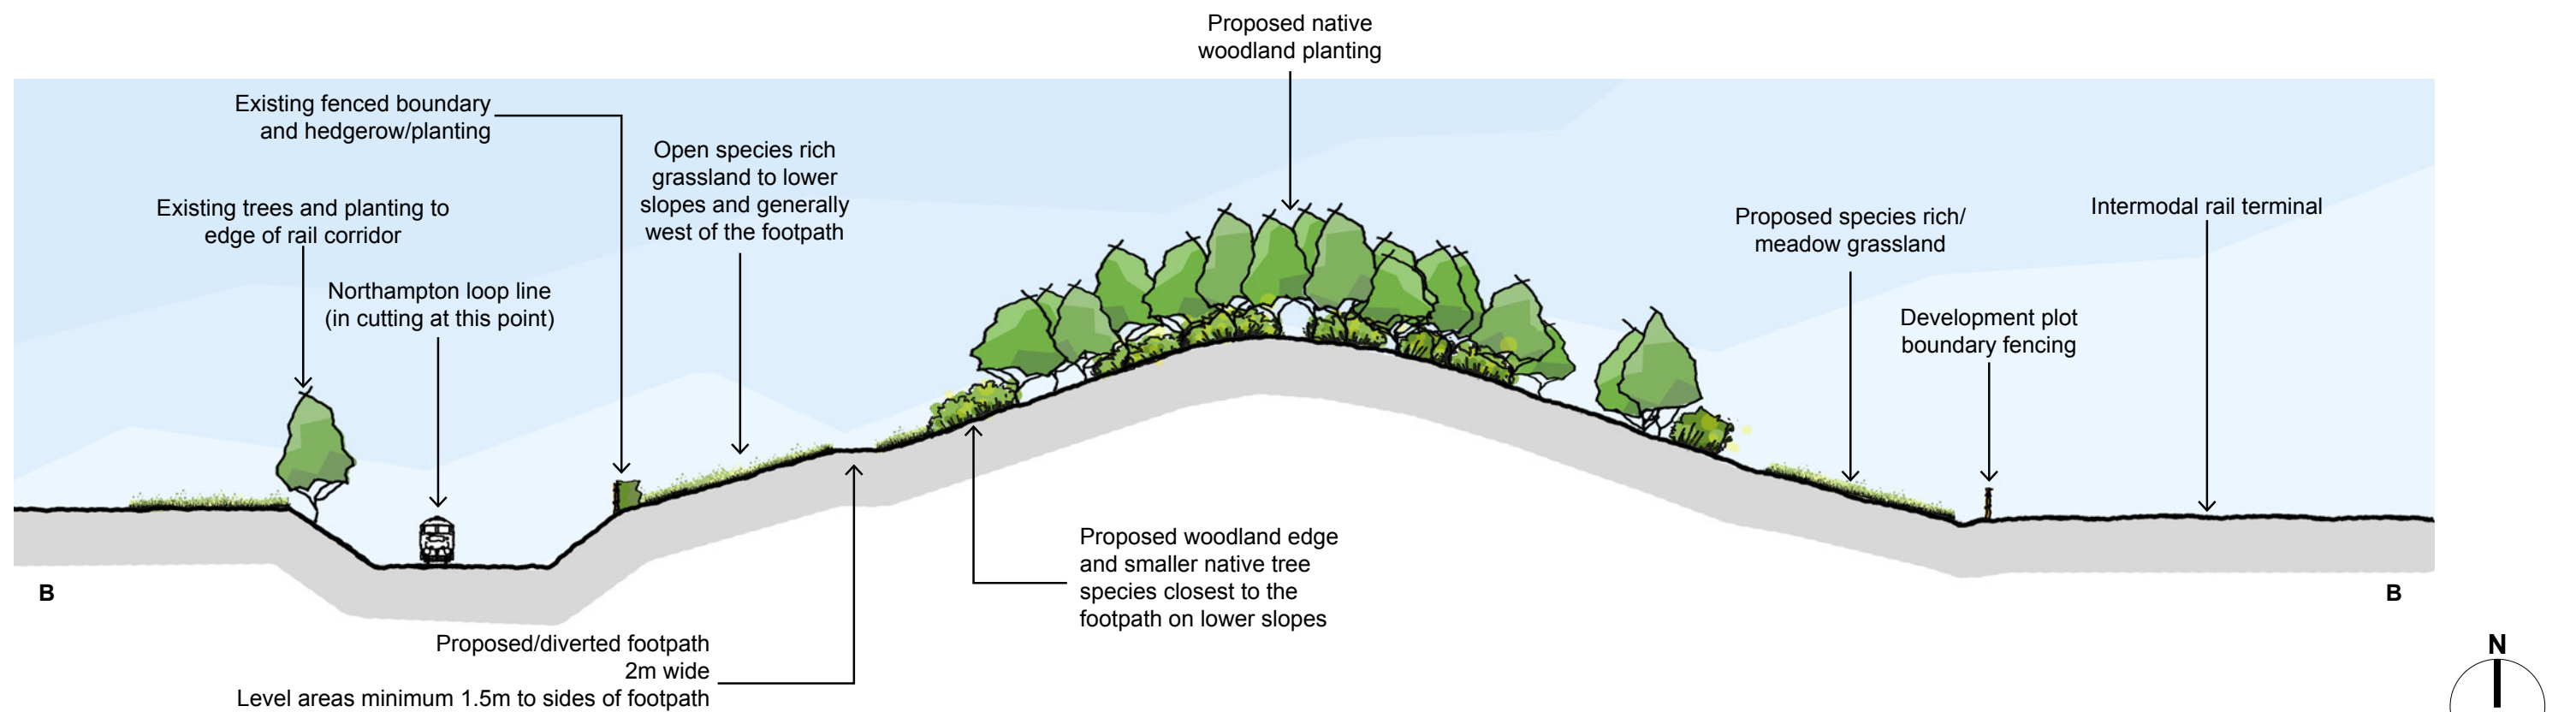 Proposed native
woodland planting
Existing fenced boundary
and hedgerow/planting
Open species rich
grassland to lower
slopes and generally
west of the footpath
Existing trees and planting to
edge of rail corridor
Northampton loop line
(in cutting at this point)
Proposed species rich/
meadow grassland
Intermodal rail terminal
Development plot
boundary fencing
Proposed woodland edge
and smaller native tree
species closest to the
footpath on lower slopes
B
B
Proposed/diverted footpath
2m wide
Level areas minimum 1.5m to sides of footpath
N